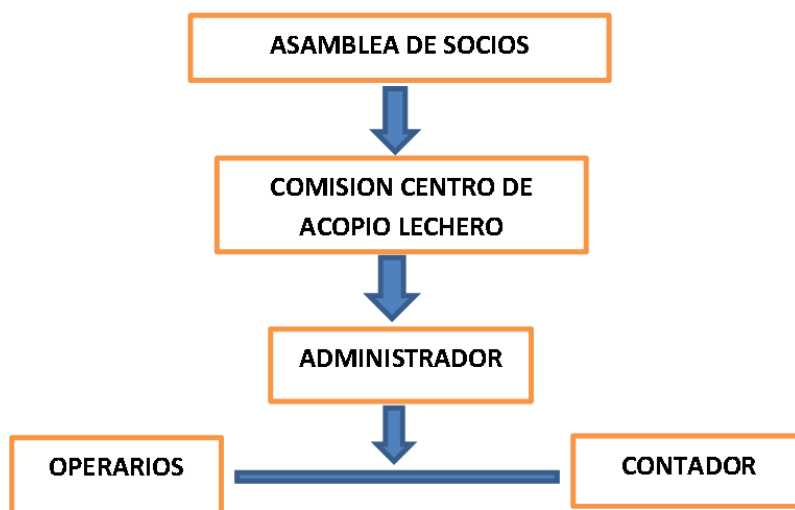 ASAMBLEA DE SOCIOS
COMISION CENTRO DE
ACOPIO LECHERO
ADMINISTRADOR
OPERARIOS
CONTADOR